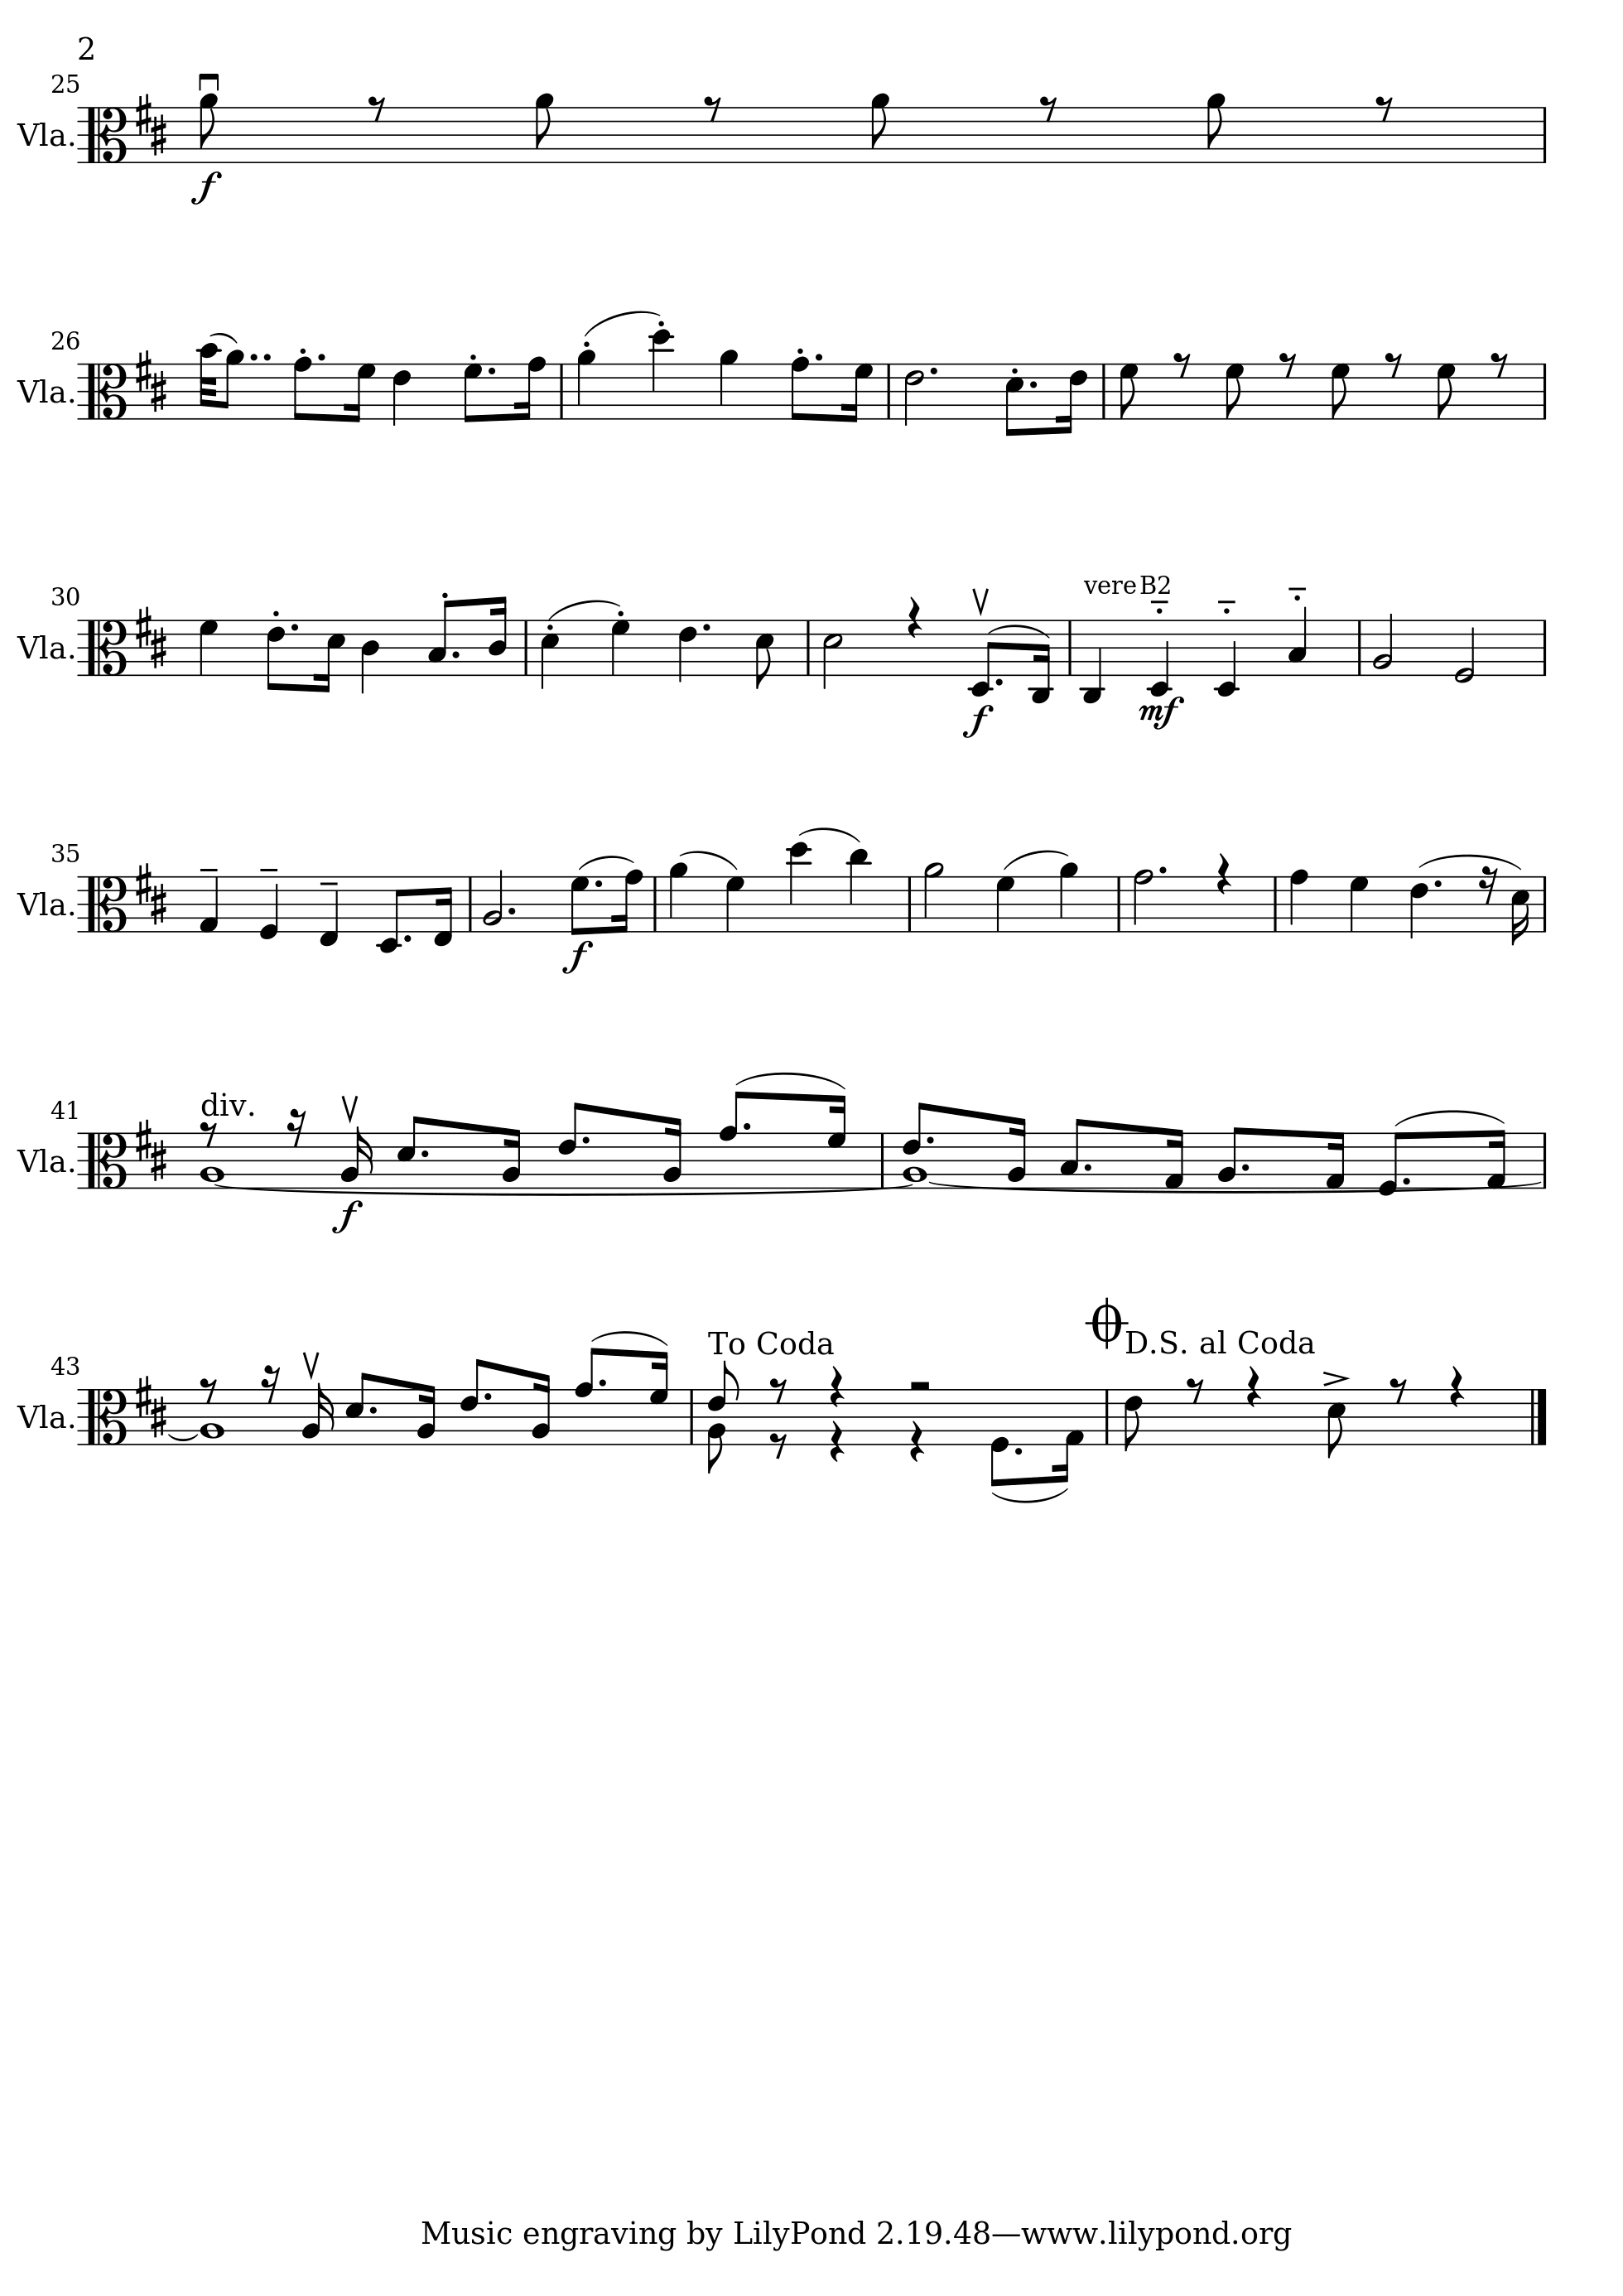 2
25
Vla.
f
26
Vla.
30
Vla.
vere B2
f
mf
35
Vla.
f
41
Vla.
div.
f
43
Vla.
To Coda
D.S. al Coda
Music engraving by LilyPond 2.19.48—www.lilypond.org